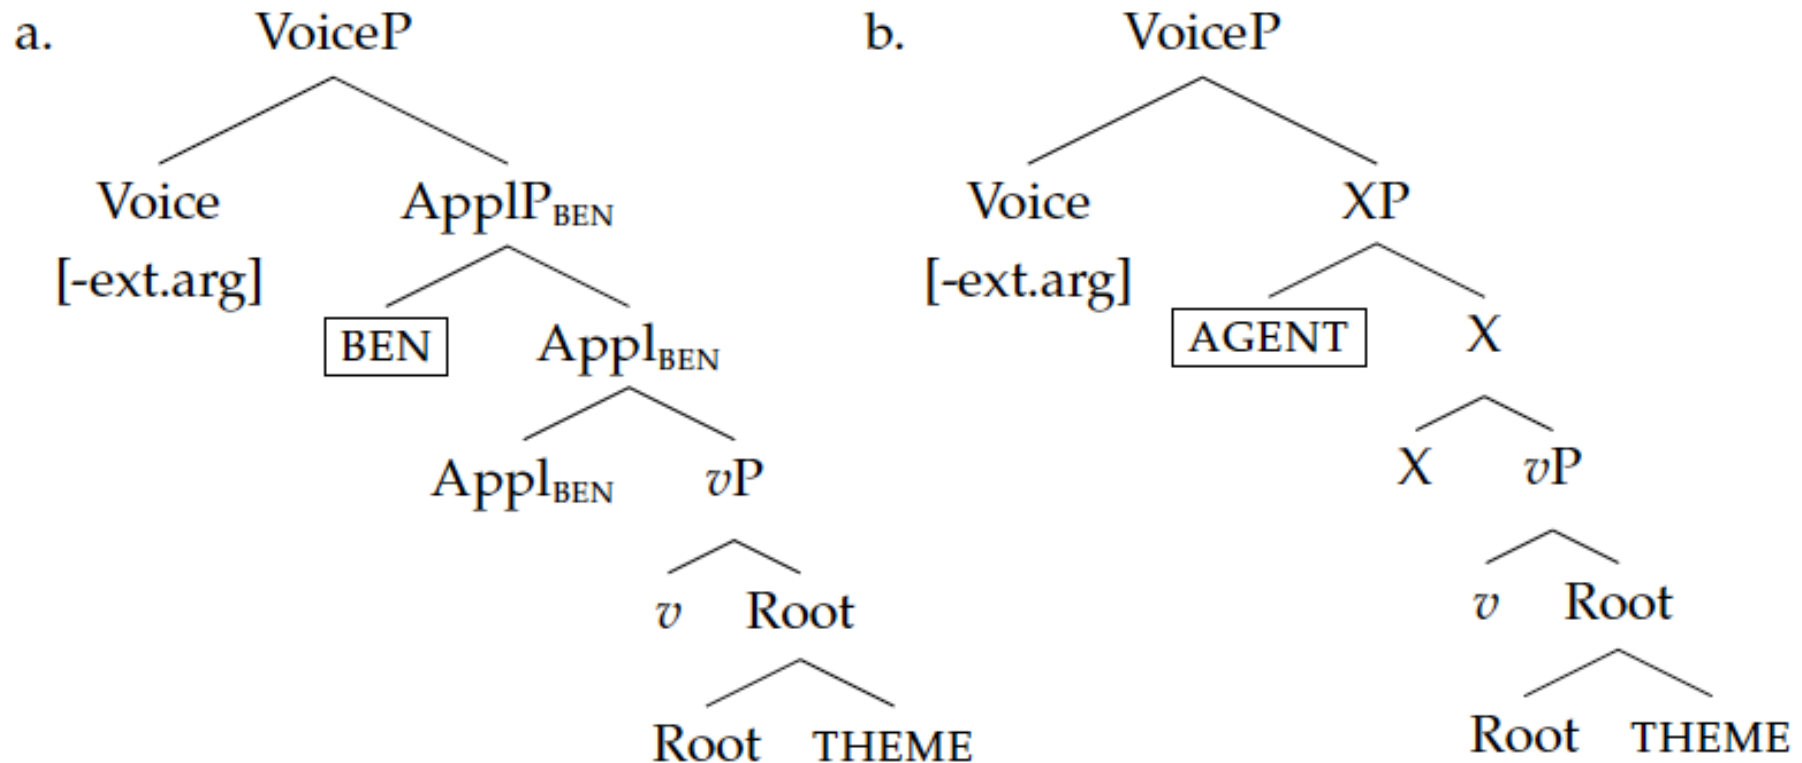 a. VoiceP b. VoiceP
Voice ApplP_BEN Voice XP
[-ext.arg] [-ext.arg]
BEN Appl_BEN AGENT X
Appl_BEN vP X vP
v Root v Root
Root THEME Root THEME